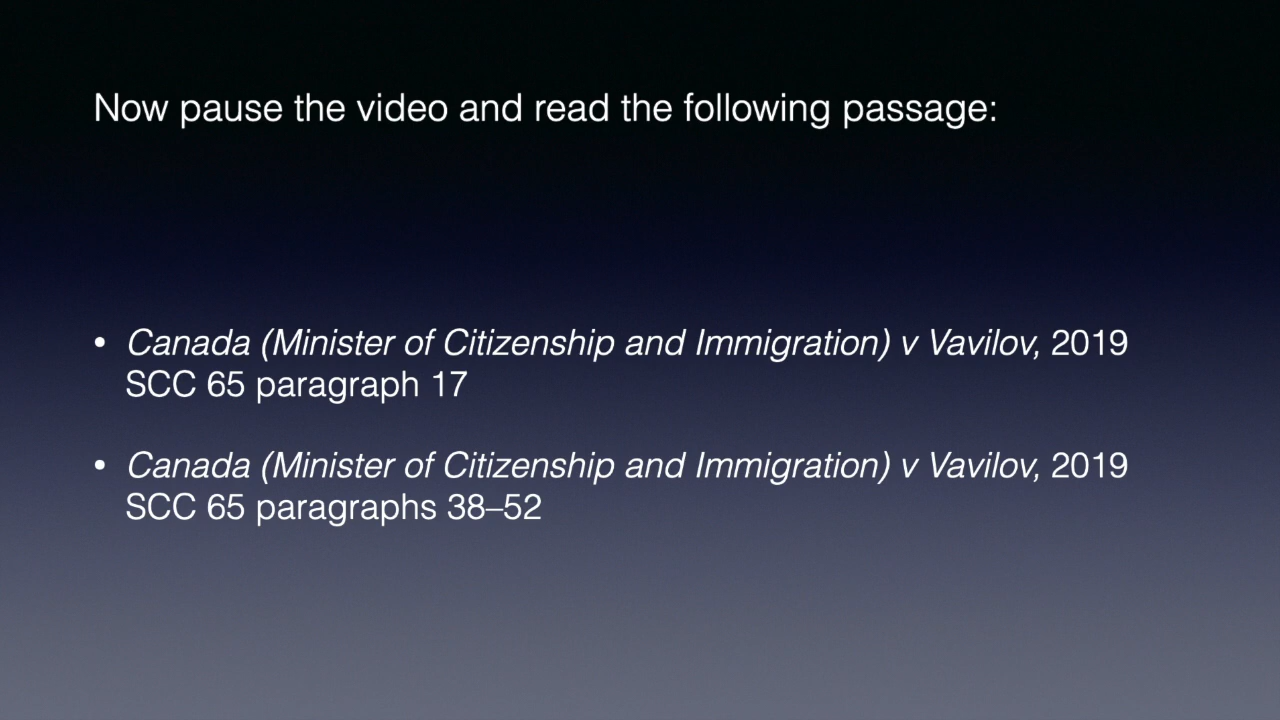 Now pause the video and read the following passage:
• Canada (Minister of Citizenship and Immigration) v Vavilov, 2019
SCC 65 paragraph 17
• Canada (Minister of Citizenship and Immigration) v Vavilov, 2019
SCC 65 paragraphs 38–52